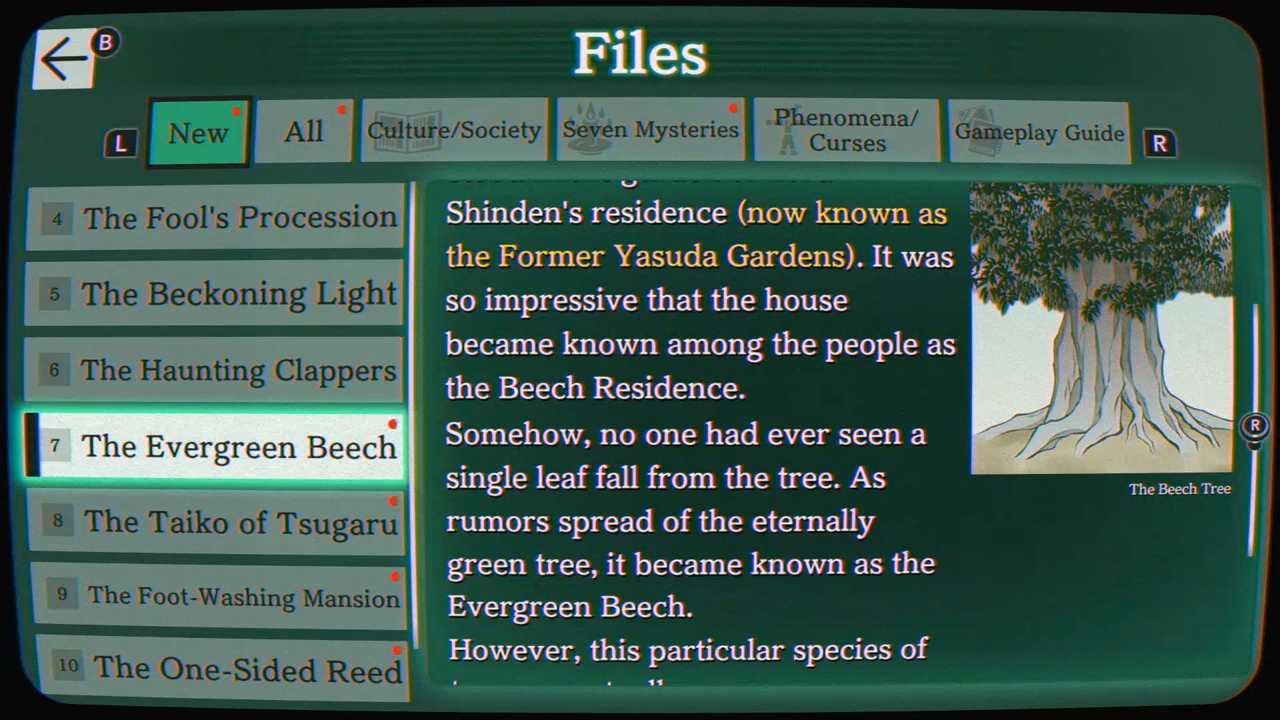 B
Files
L
New
All
Culture/Society
Seven Mysteries
Phenomena/
Curses
Gameplay Guide
R
4 The Fool's Procession
5 The Beckoning Light
6 The Haunting Clappers
7 The Evergreen Beech
8 The Taiko of Tsugaru
9 The Foot-Washing Mansion
10 The One-Sided Reed
Shinden's residence (now known as
the Former Yasuda Gardens). It was
so impressive that the house
became known among the people as
the Beech Residence.
Somehow, no one had ever seen a
single leaf fall from the tree. As
rumors spread of the eternally
green tree, it became known as the
Evergreen Beech.
However, this particular species of
The Beech Tree
R